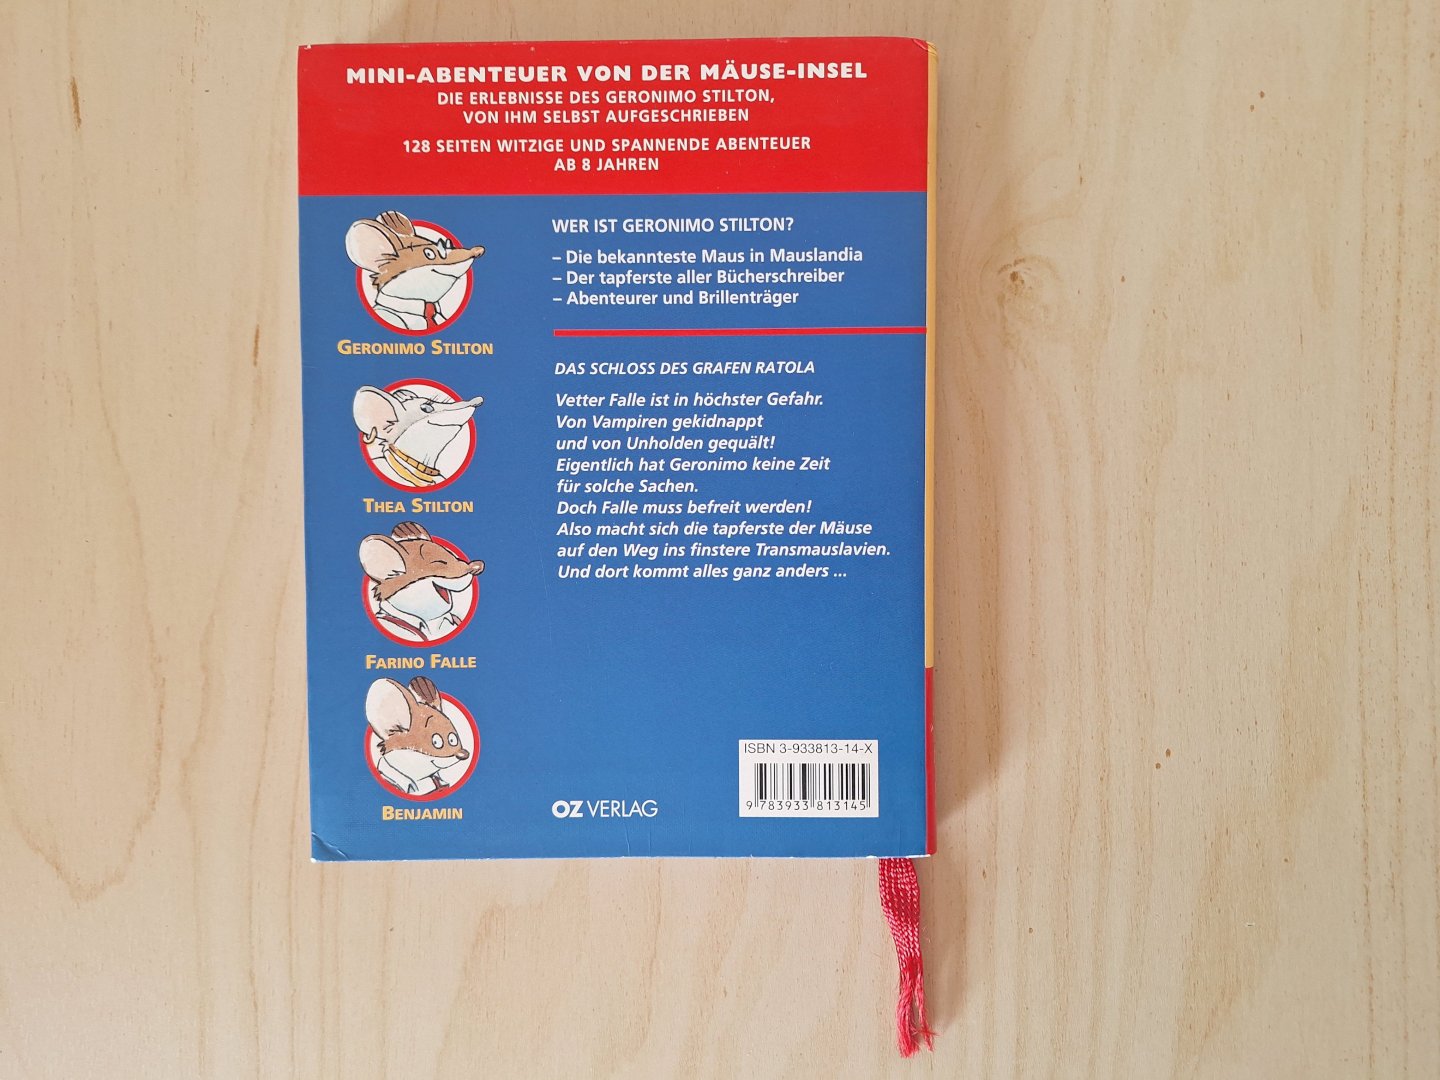 MINI-ABENTEUER VON DER MÄUSE-INSEL
DIE ERLEBNISSE DES GERONIMO STILTON,
VON IHM SELBST AUFGESCHRIEBEN
128 SEITEN WITZIGE UND SPANNENDE ABENTEUER
AB 8 JAHREN
GERONIMO STILTON
THEA STILTON
FARINO FALLE
BENJAMIN
WER IST GERONIMO STILTON?
– Die bekannteste Maus in Mauslandia
– Der tapferste aller Bücherschreiber
– Abenteurer und Brillenträger
DAS SCHLOSS DES GRAFEN RATOLA
Vetter Falle ist in höchster Gefahr.
Von Vampiren gekidnappt
und von Unholden gequält!
Eigentlich hat Geronimo keine Zeit
für solche Sachen.
Doch Falle muss befreit werden!
Also macht sich die tapferste der Mäuse
auf den Weg ins finstere Transmauslavien.
Und dort kommt alles ganz anders ...
OZ VERLAG
ISBN 3-933813-14-X
9 783933 813145